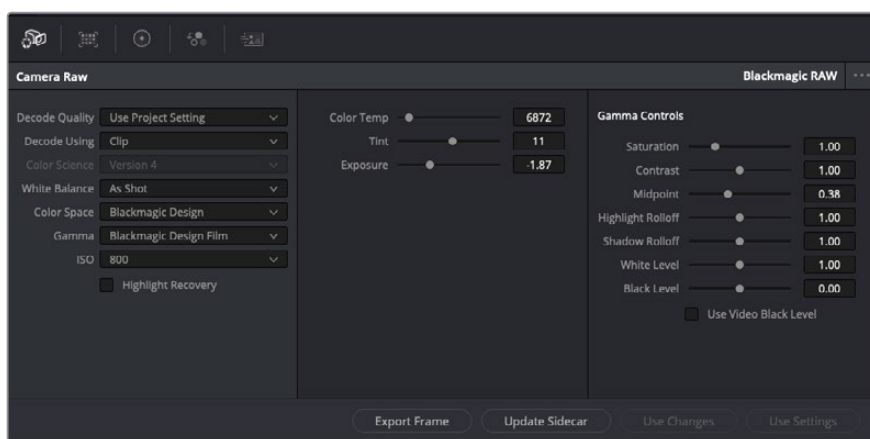 Camera Raw
Blackmagic RAW
Decode Quality Use Project Setting
Decode Using Clip
Color Science Version 4
White Balance As Shot
Color Space Blackmagic Design
Gamma Blackmagic Design Film
ISO 800
Highlight Recovery
Color Temp 6872
Tint 11
Exposure -1.87
Gamma Controls
Saturation 1.00
Contrast 1.00
Midpoint 0.38
Highlight Rolloff 1.00
Shadow Rolloff 1.00
White Level 1.00
Black Level 0.00
Use Video Black Level
Export Frame
Update Sidecar
Use Changes
Use Settings